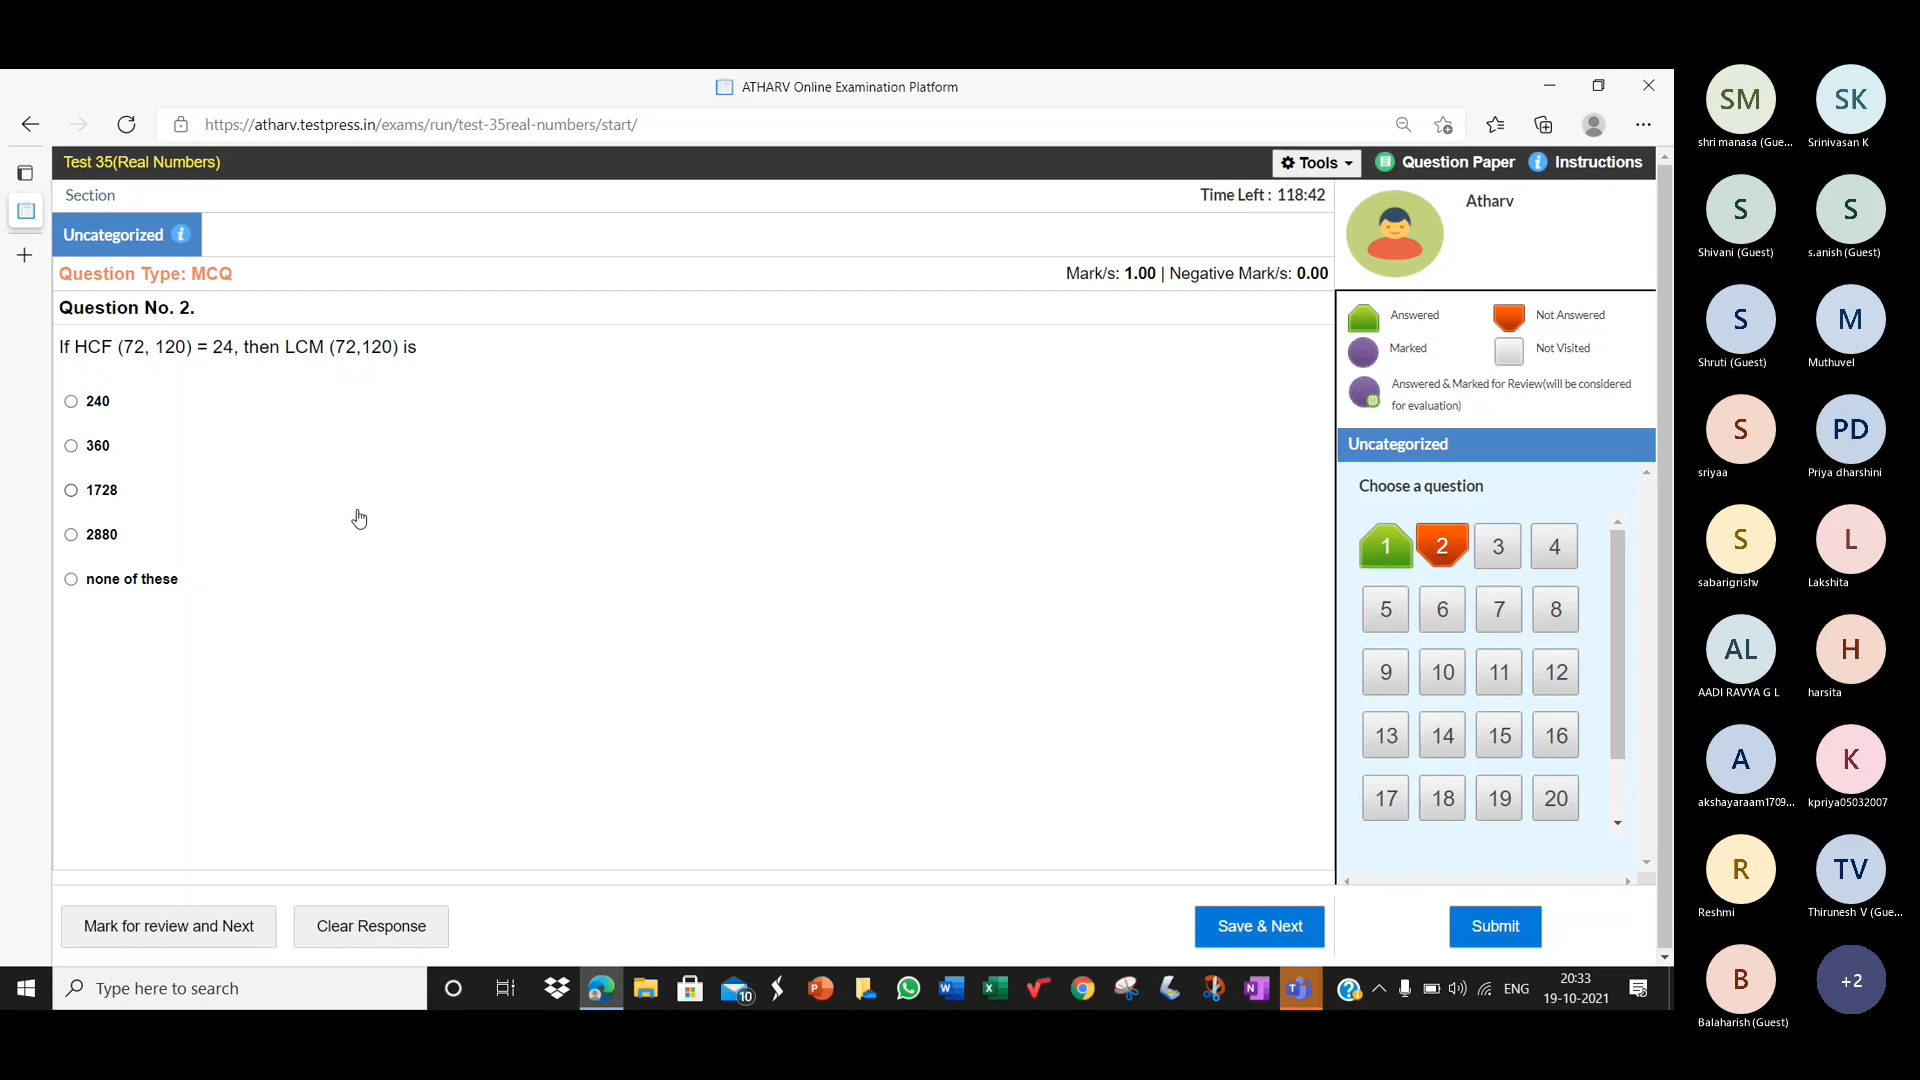 ATHARV Online Examination Platform
https://atharv.testpress.in/exams/run/test-35real-numbers/start/
Test 35(Real Numbers)
Tools
Question Paper
i Instructions
Section
Time Left : 118:42
Uncategorized i
Question Type: MCQ
Mark/s: 1.00 | Negative Mark/s: 0.00
Question No. 2.
If HCF (72, 120) = 24, then LCM (72,120) is
240
360
1728
2880
none of these
Mark for review and Next
Clear Response
Save & Next
Submit
Atharv
Answered
Not Answered
Marked
Not Visited
Answered & Marked for Review(will be considered
for evaluation)
Uncategorized
Choose a question
1 2 3 4
5 6 7 8
9 10 11 12
13 14 15 16
17 18 19 20
Type here to search
10
ENG
20:33
19-10-2021
SM SK
shri manasa (Gue... Srinivasan K
S S
Shivani (Guest) s.anish (Guest)
S M
Shruti (Guest) Muthuvel
S PD
sriyaa Priya dharshini
S L
sabarigrishv Lakshita
AL H
AADI RAVYA G L harsita
A K
akshayaraam1709... kpriya05032007
R TV
Reshmi Thirunesh V (Gue...
B +2
Balaharish (Guest)